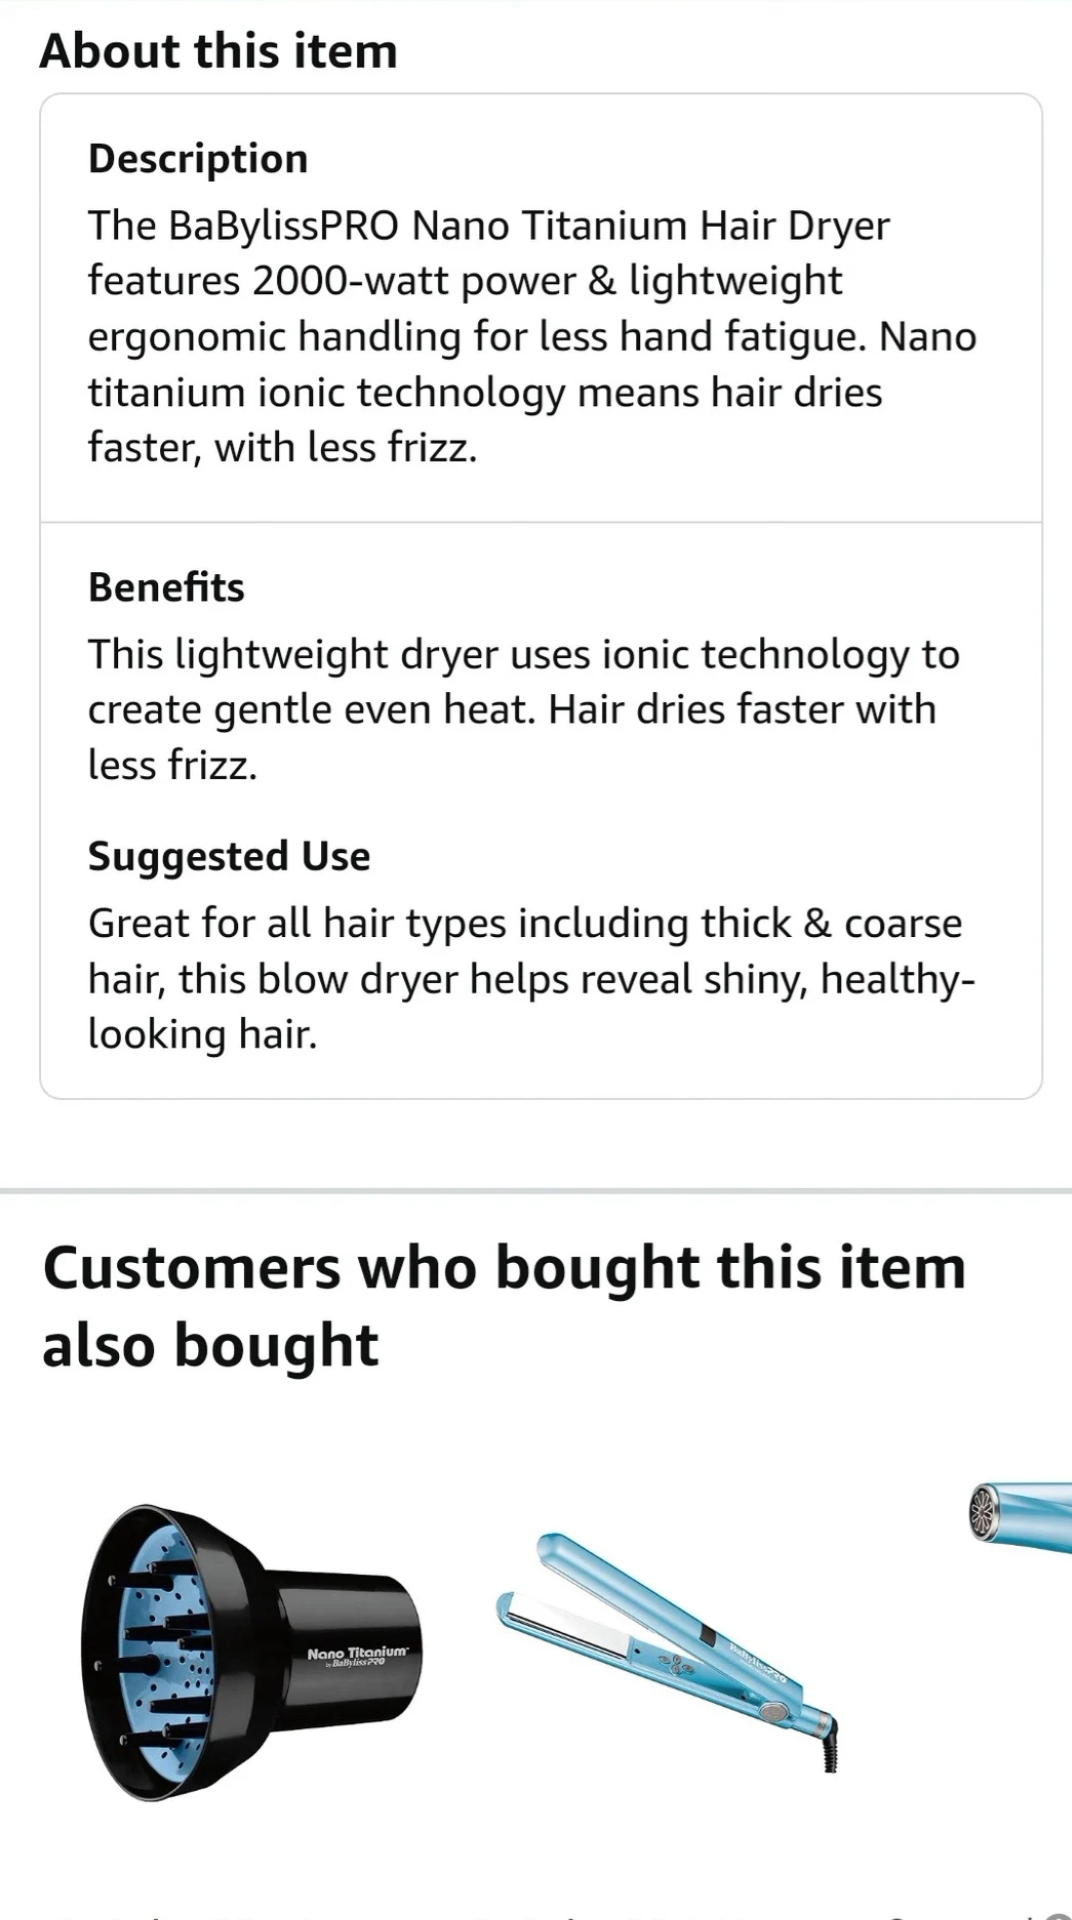 About this item
Description
The BaBylissPRO Nano Titanium Hair Dryer
features 2000-watt power & lightweight
ergonomic handling for less hand fatigue. Nano
titanium ionic technology means hair dries
faster, with less frizz.
Benefits
This lightweight dryer uses ionic technology to
create gentle even heat. Hair dries faster with
less frizz.
Suggested Use
Great for all hair types including thick & coarse
hair, this blow dryer helps reveal shiny, healthy-
looking hair.
Customers who bought this item
also bought
Nano Titanium™
by BaBylissPRO
BaBylissPRO